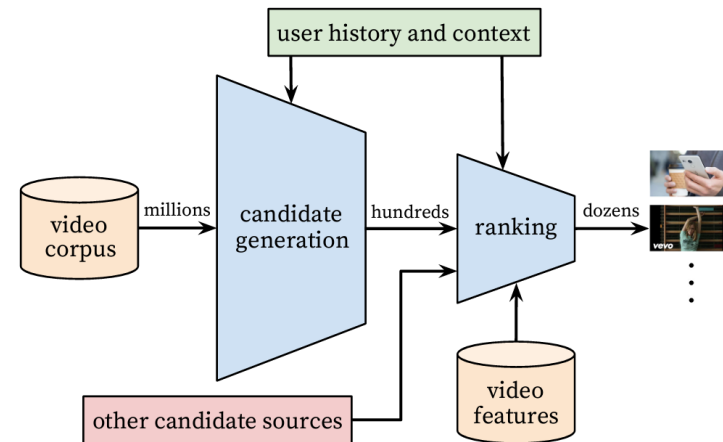 user history and context
video
corpus
millions
candidate
generation
hundreds
ranking
dozens
vevo
other candidate sources
video
features